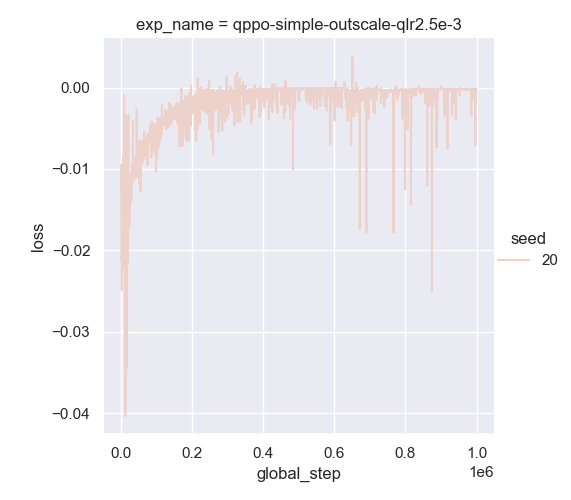 exp_name = qppo-simple-outscale-qlr2.5e-3
0.00
−0.01
−0.02
−0.03
−0.04
loss
0.0 0.2 0.4 0.6 0.8 1.0
1e6
global_step
seed
20